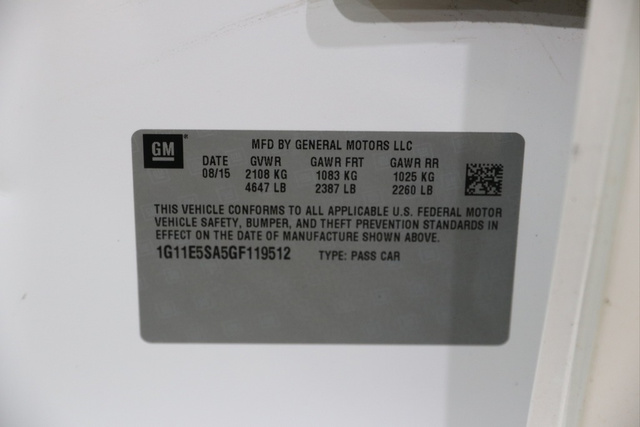 GM
MFD BY GENERAL MOTORS LLC
DATE GVWR GAWR FRT GAWR RR
08/15 2108 KG 1083 KG 1025 KG
4647 LB 2387 LB 2260 LB
THIS VEHICLE CONFORMS TO ALL APPLICABLE U.S. FEDERAL MOTOR
VEHICLE SAFETY, BUMPER, AND THEFT PREVENTION STANDARDS IN
EFFECT ON THE DATE OF MANUFACTURE SHOWN ABOVE.
1G11E5SA5GF119512 TYPE: PASS CAR